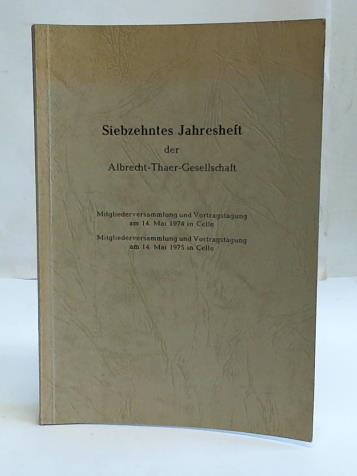 Siebzehntes Jahresheft
der
Albrecht-Thaer-Gesellschaft
Mitgliederversammlung und Vortragstagung
am 14. Mai 1974 in Celle
Mitgliederversammlung und Vortragstagung
am 14. Mai 1975 in Celle